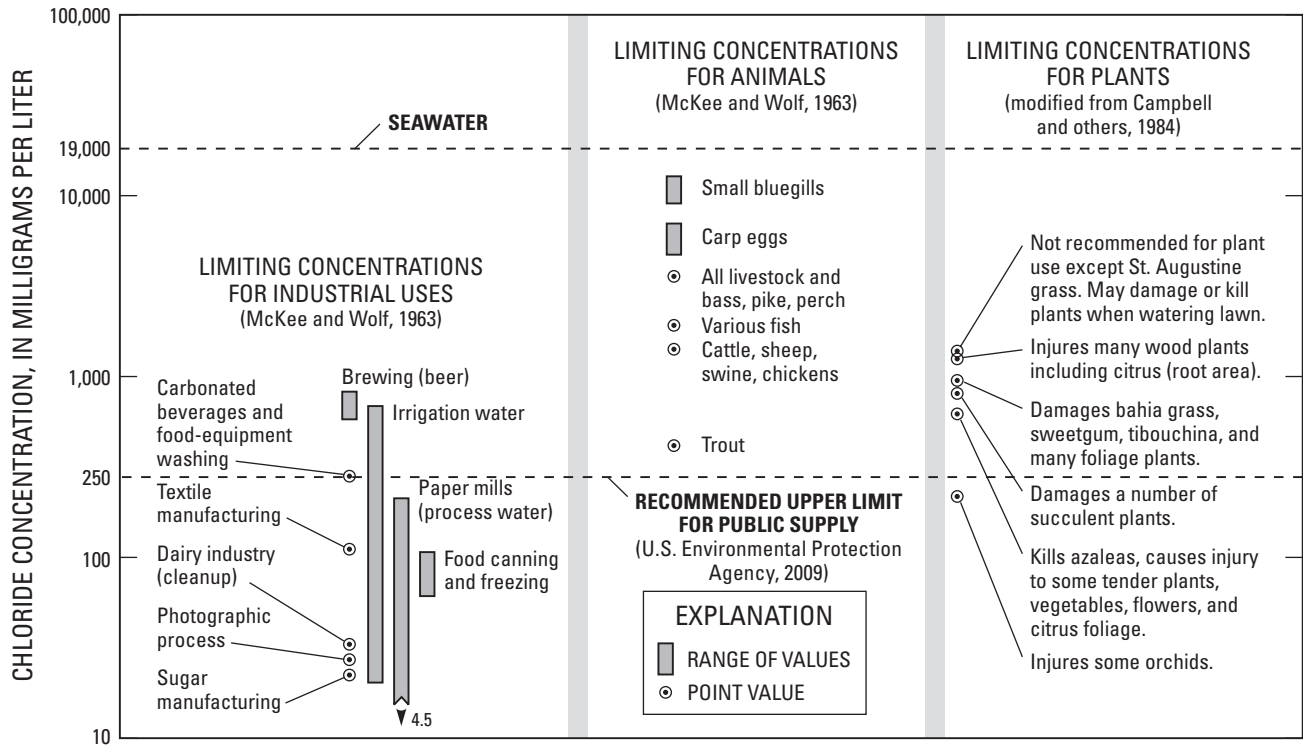 CHLORIDE CONCENTRATION, IN MILLIGRAMS PER LITER
100,000
19,000
10,000
1,000
250
100
10
SEAWATER
LIMITING CONCENTRATIONS
FOR INDUSTRIAL USES
(McKee and Wolf, 1963)
Brewing (beer)
Irrigation water
Carbonated
beverages and
food-equipment
washing
Textile
manufacturing
Dairy industry
(cleanup)
Photographic
process
Sugar
manufacturing
Paper mills
(process water)
Food canning
and freezing
4.5
LIMITING CONCENTRATIONS
FOR ANIMALS
(McKee and Wolf, 1963)
Small bluegills
Carp eggs
All livestock and
bass, pike, perch
Various fish
Cattle, sheep,
swine, chickens
Trout
RECOMMENDED UPPER LIMIT
FOR PUBLIC SUPPLY
(U.S. Environmental Protection
Agency, 2009)
EXPLANATION
RANGE OF VALUES
POINT VALUE
LIMITING CONCENTRATIONS
FOR PLANTS
(modified from Campbell
and others, 1984)
Not recommended for plant
use except St. Augustine
grass. May damage or kill
plants when watering lawn.
Injures many wood plants
including citrus (root area).
Damages bahia grass,
sweetgum, tibouchina, and
many foliage plants.
Damages a number of
succulent plants.
Kills azaleas, causes injury
to some tender plants,
vegetables, flowers, and
citrus foliage.
Injures some orchids.